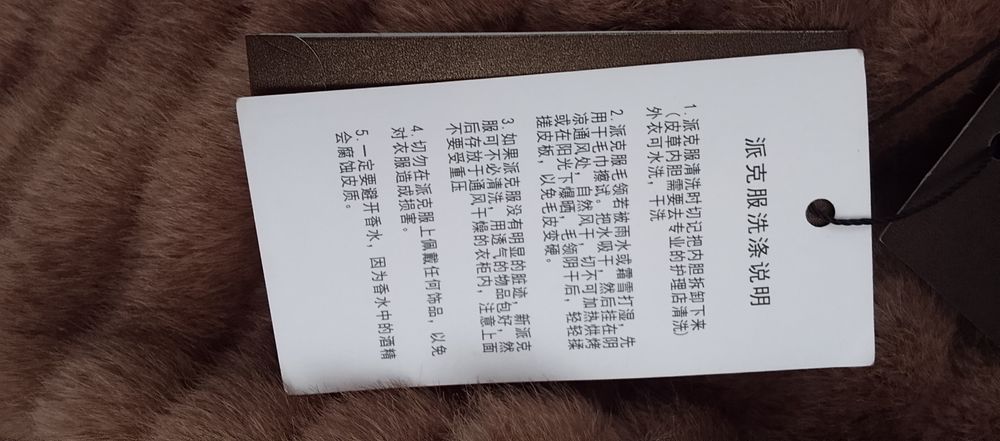 派克服洗涤说明
1.派克服清洗时切记把内胆拆卸下来
(皮草内胆需要去专业的护理店清洗)
外衣可水洗，干洗
2.派克服毛领若被雨水或霜雪打湿，先
用干毛巾擦试。把水吸干，然后挂在阴
凉通风处，自然风干，切不可加热烘烤
或在阳光下爆晒，毛领阴干后，轻轻揉
搓皮板，以免毛皮变硬。
3.如果派克服没有明显的脏迹，新派克
服可不必清洗，用透气的物品包好，然
后存放于通风干燥的衣柜内，注意上面
不要受重压
4.切勿在派克服上佩戴任何饰品，以免
对衣服造成损害。
5.一定要避开香水，因为香水中的酒精
会腐蚀皮质。